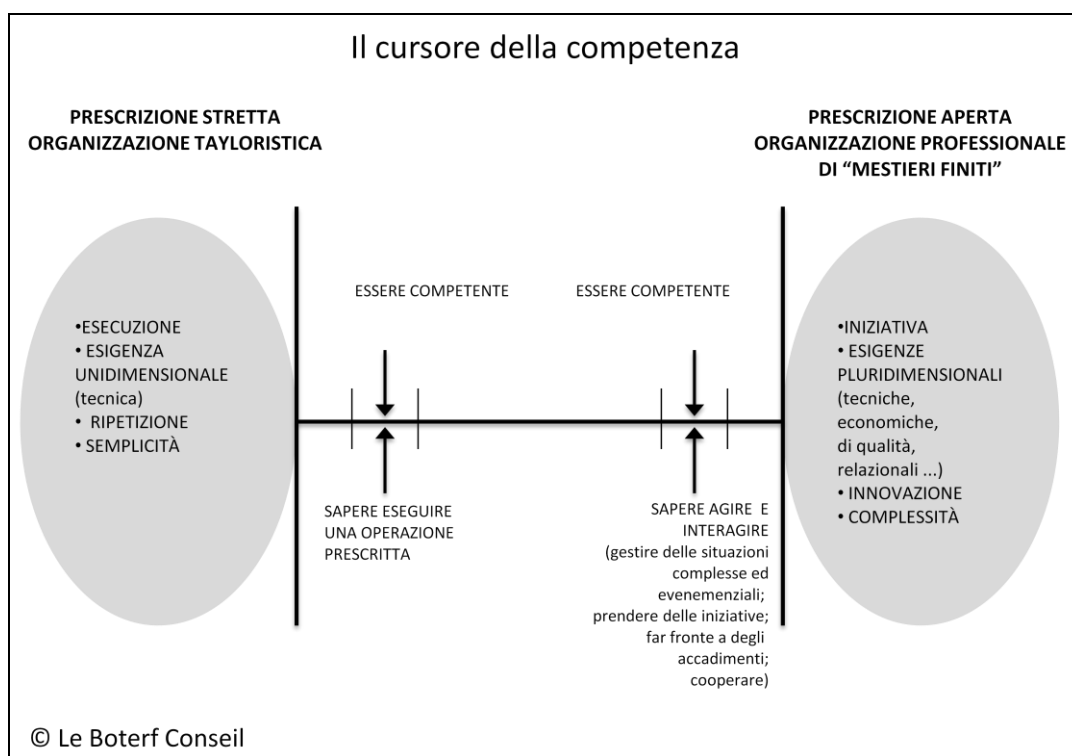 Il cursore della competenza
PRESCRIZIONE STRETTA
ORGANIZZAZIONE TAYLORISTICA
PRESCRIZIONE APERTA
ORGANIZZAZIONE PROFESSIONALE
DI “MESTIERI FINITI”
•ESECUZIONE
• ESIGENZA
UNIDIMENSIONALE
(tecnica)
• RIPETIZIONE
• SEMPLICITÀ
ESSERE COMPETENTE
SAPERE ESEGUIRE
UNA OPERAZIONE
PRESCRITTA
ESSERE COMPETENTE
SAPERE AGIRE E
INTERAGIRE
(gestire delle situazioni
complesse ed
evenemenziali;
prendere delle iniziative;
far fronte a degli
accadimenti;
cooperare)
•INIZIATIVA
• ESIGENZE
PLURIDIMENSIONALI
(tecniche,
economiche,
di qualità,
relazionali ...)
• INNOVAZIONE
• COMPLESSITÀ
© Le Boterf Conseil